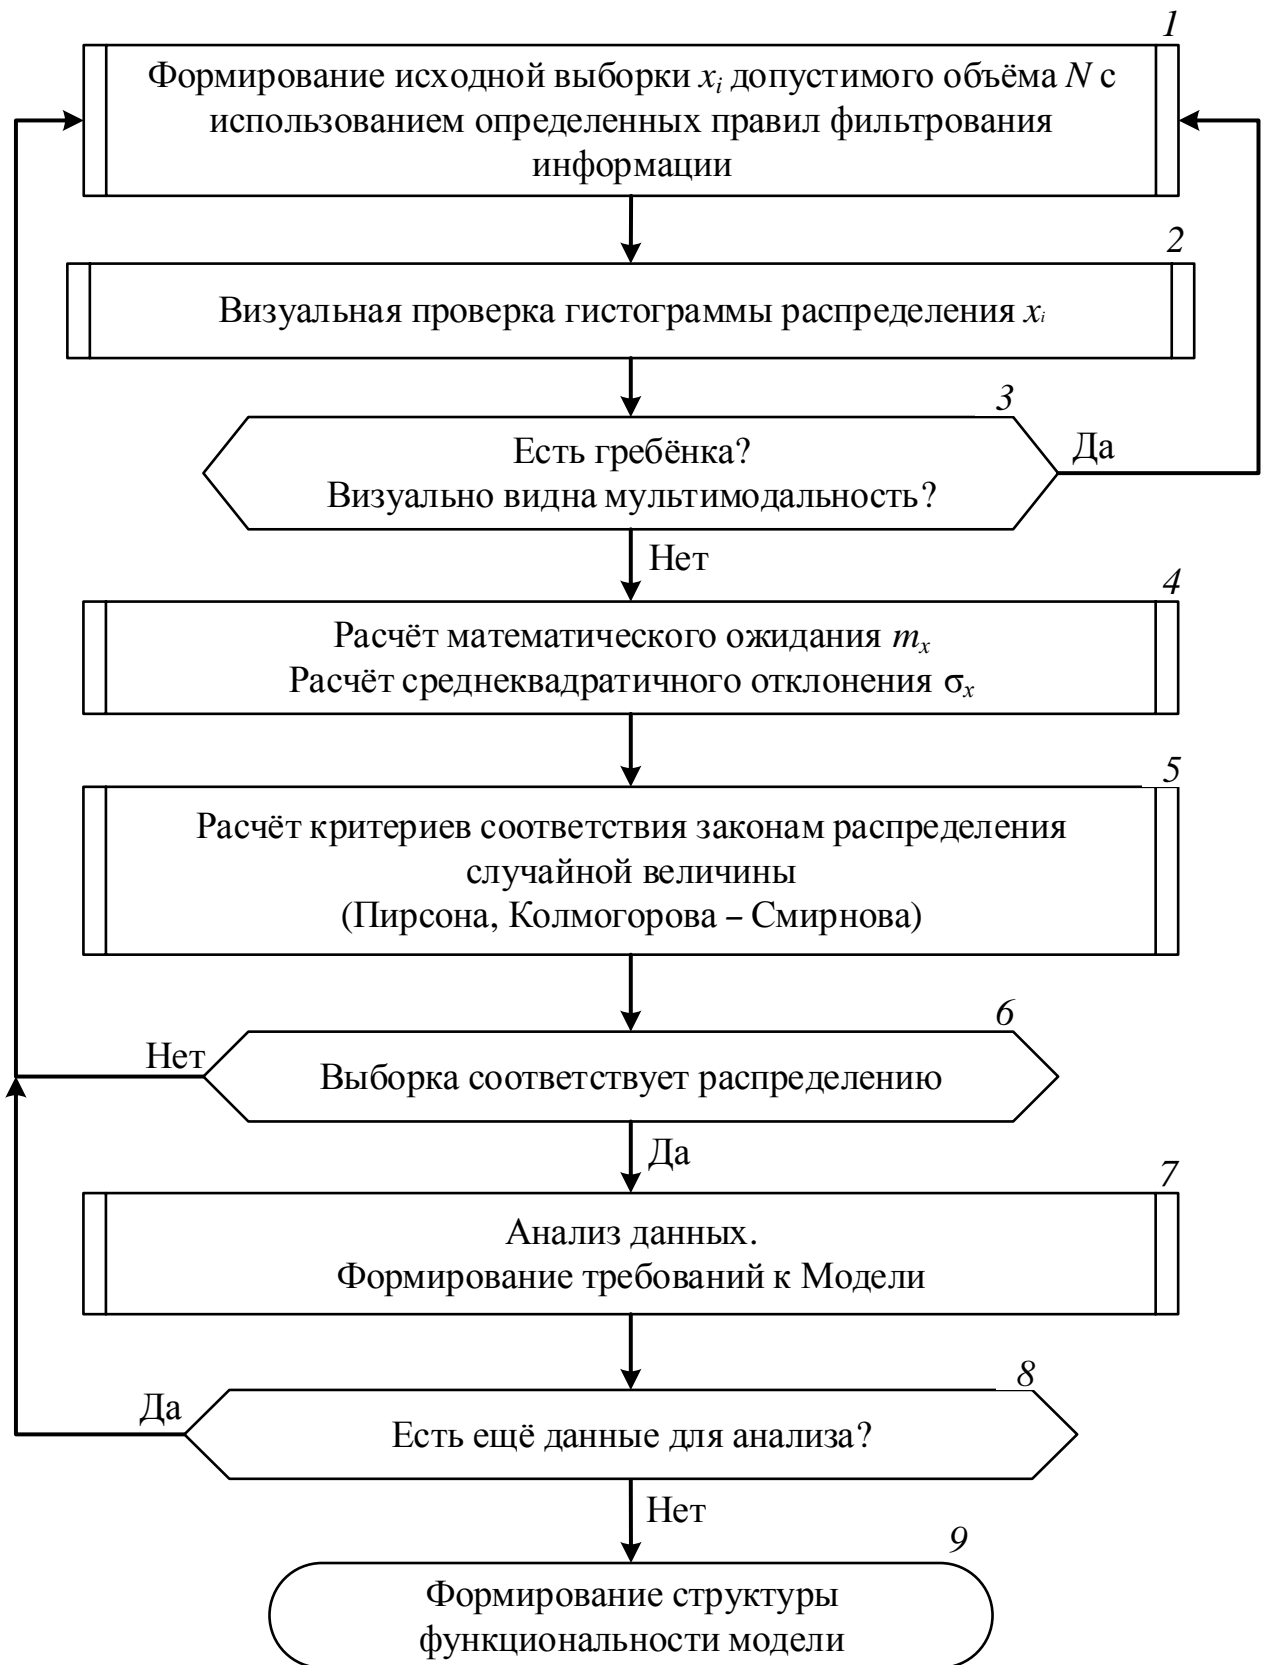 1
Формирование исходной выборки xᵢ допустимого объёма N с
использованием определенных правил фильтрования
информации
2
Визуальная проверка гистограммы распределения xᵢ
3
Есть гребёнка?
Визуально видна мультимодальность?
Да
Нет
4
Расчёт математического ожидания mₓ
Расчёт среднеквадратичного отклонения σₓ
5
Расчёт критериев соответствия законам распределения
случайной величины
(Пирсона, Колмогорова – Смирнова)
6
Нет
Выборка соответствует распределению
Да
7
Анализ данных.
Формирование требований к Модели
8
Да
Есть ещё данные для анализа?
Нет
9
Формирование структуры
функциональности модели